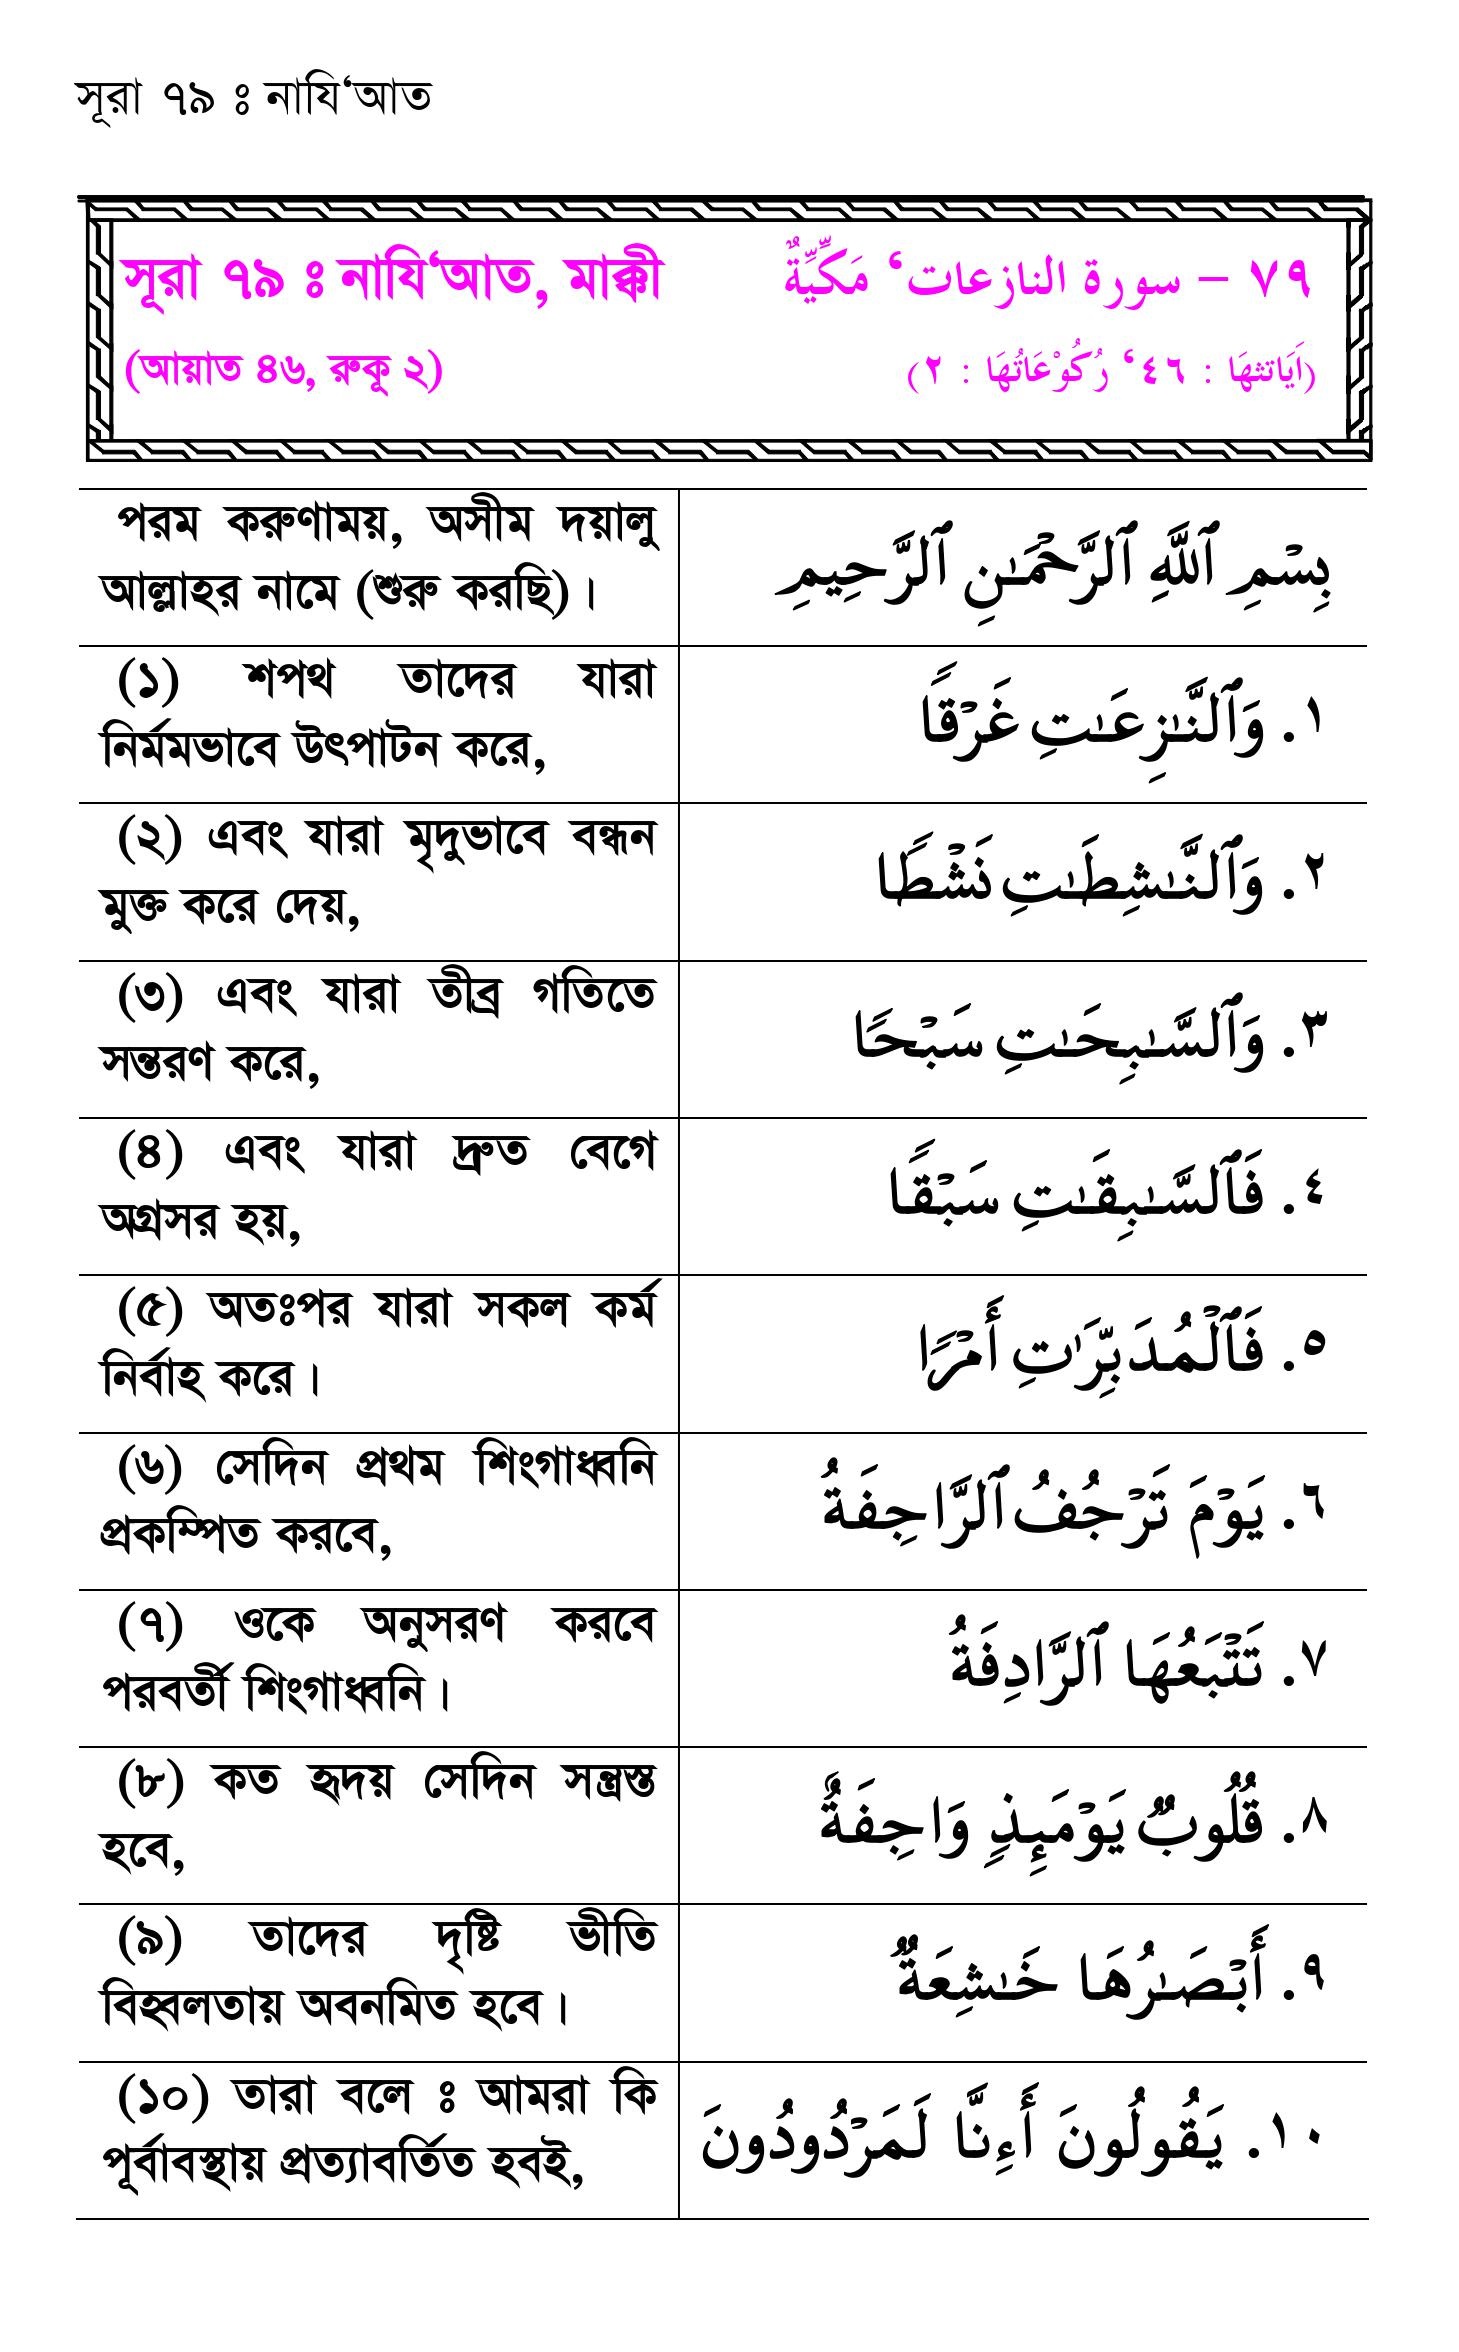 সূরা ৭৯ ঃ নাযি‘আত
সূরা ৭৯ ঃ নাযি‘আত, মাক্কী
٧٩ – سورة النازعات‘ مَكِّيَّةٌ
(আয়াত ৪৬, রুকূ ২)
(اَيَاتثهَا : ٤٦‘ رُكُوْعَاتُهَا : ٢)
পরম করুণাময়, অসীম দয়ালু
আল্লাহর নামে (শুরু করছি)।
بِسْمِ ٱللَّهِ ٱلرَّحْمَـٰنِ ٱلرَّحِيمِ
(১) শপথ তাদের যারা
নির্মমভাবে উৎপাটন করে,
١. وَٱلنَّـٰزِعَـٰتِ غَرْقًا
(২) এবং যারা মৃদুভাবে বন্ধন
মুক্ত করে দেয়,
٢. وَٱلنَّـٰشِطَـٰتِ نَشْطًا
(৩) এবং যারা তীব্র গতিতে
সন্তরণ করে,
٣. وَٱلسَّـٰبِحَـٰتِ سَبْحًا
(৪) এবং যারা দ্রুত বেগে
অগ্রসর হয়,
٤. فَٱلسَّـٰبِقَـٰتِ سَبْقًا
(৫) অতঃপর যারা সকল কর্ম
নির্বাহ করে।
٥. فَٱلْمُدَبِّرَٰتِ أَمْرًا
(৬) সেদিন প্রথম শিংগাধ্বনি
প্রকম্পিত করবে,
٦. يَوْمَ تَرْجُفُ ٱلرَّاجِفَةُ
(৭) ওকে অনুসরণ করবে
পরবর্তী শিংগাধ্বনি।
٧. تَتْبَعُهَا ٱلرَّادِفَةُ
(৮) কত হৃদয় সেদিন সন্ত্রস্ত
হবে,
٨. قُلُوبٌ يَوْمَئِذٍ وَاجِفَةٌ
(৯) তাদের দৃষ্টি ভীতি
বিহ্বলতায় অবনমিত হবে।
٩. أَبْصَـٰرُهَا خَـٰشِعَةٌ
(১০) তারা বলে ঃ আমরা কি
পূর্বাবস্থায় প্রত্যাবর্তিত হবই,
١٠. يَقُولُونَ أَءِنَّا لَمَرْدُودُونَ